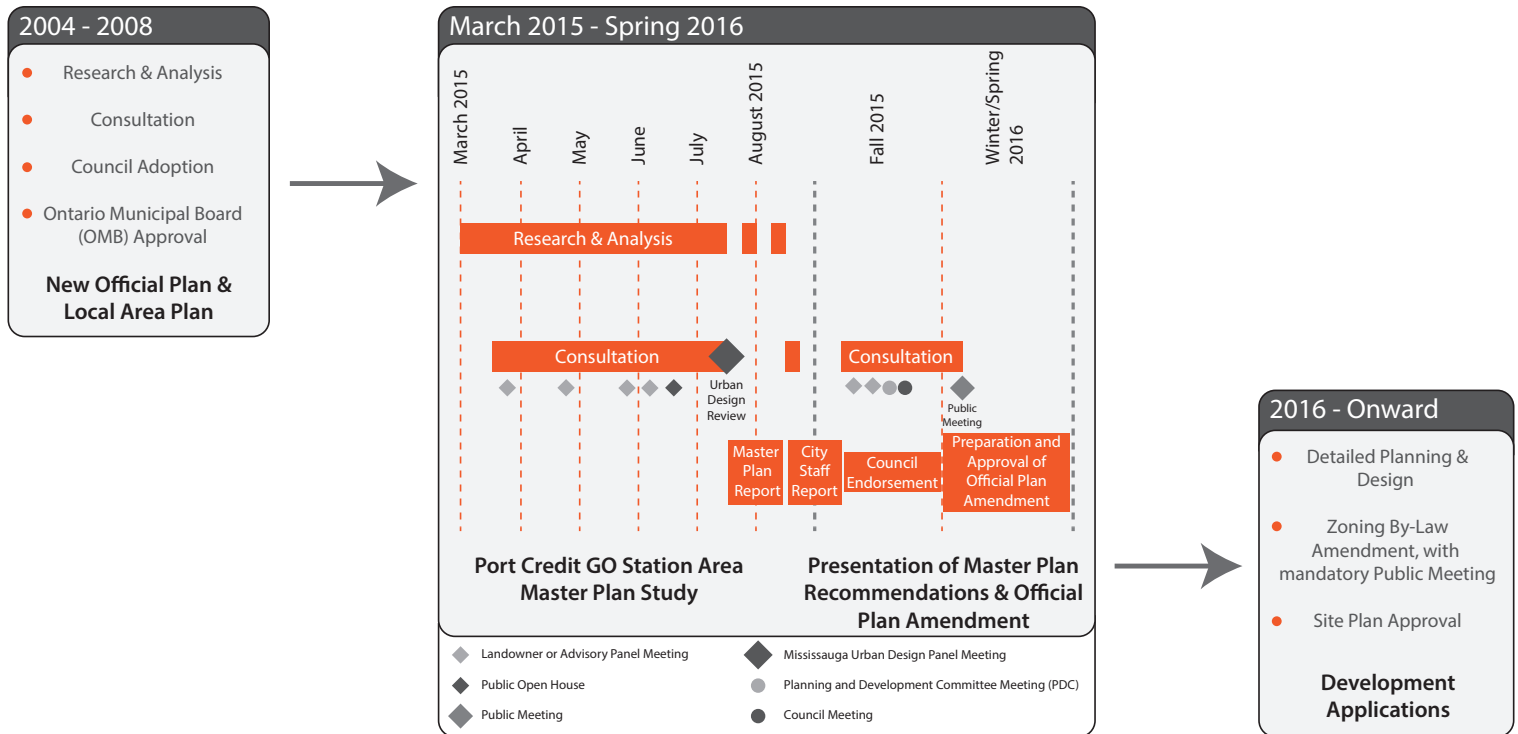 2004 - 2008
Research & Analysis
Consultation
Council Adoption
Ontario Municipal Board
(OMB) Approval
New Official Plan &
Local Area Plan
March 2015 - Spring 2016
March 2015
April
May
June
July
August 2015
Fall 2015
Winter/Spring
2016
Research & Analysis
Consultation
Urban
Design
Review
Consultation
Public
Meeting
Master
Plan
Report
City
Staff
Report
Council
Endorsement
Preparation and
Approval of
Official Plan
Amendment
Port Credit GO Station Area
Master Plan Study
Presentation of Master Plan
Recommendations & Official
Plan Amendment
Landowner or Advisory Panel Meeting
Public Open House
Public Meeting
Mississauga Urban Design Panel Meeting
Planning and Development Committee Meeting (PDC)
Council Meeting
2016 - Onward
Detailed Planning &
Design
Zoning By-Law
Amendment, with
mandatory Public Meeting
Site Plan Approval
Development
Applications